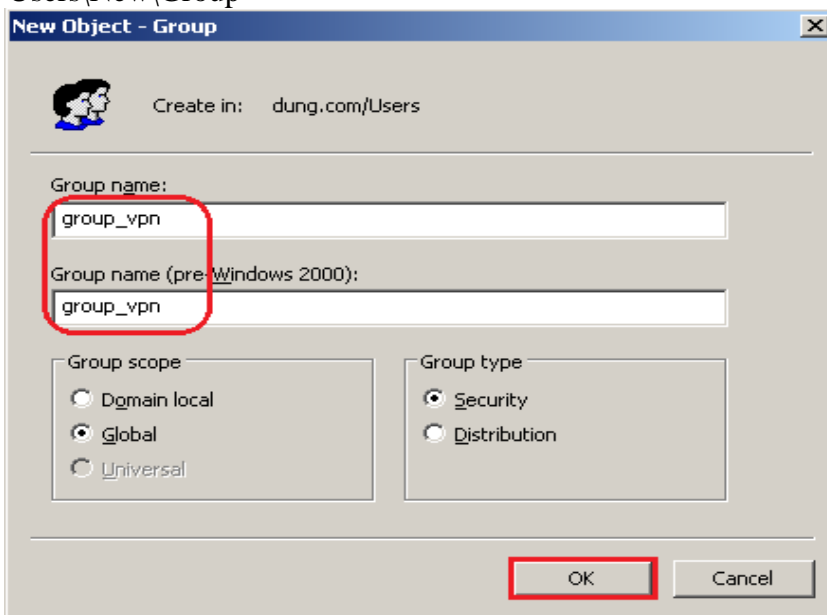 Users\New\Group
New Object - Group
Create in: dung.com/Users
Group name:
group_vpn
Group name (pre-Windows 2000):
group_vpn
Group scope
Domain local
Global
Universal
Group type
Security
Distribution
OK Cancel